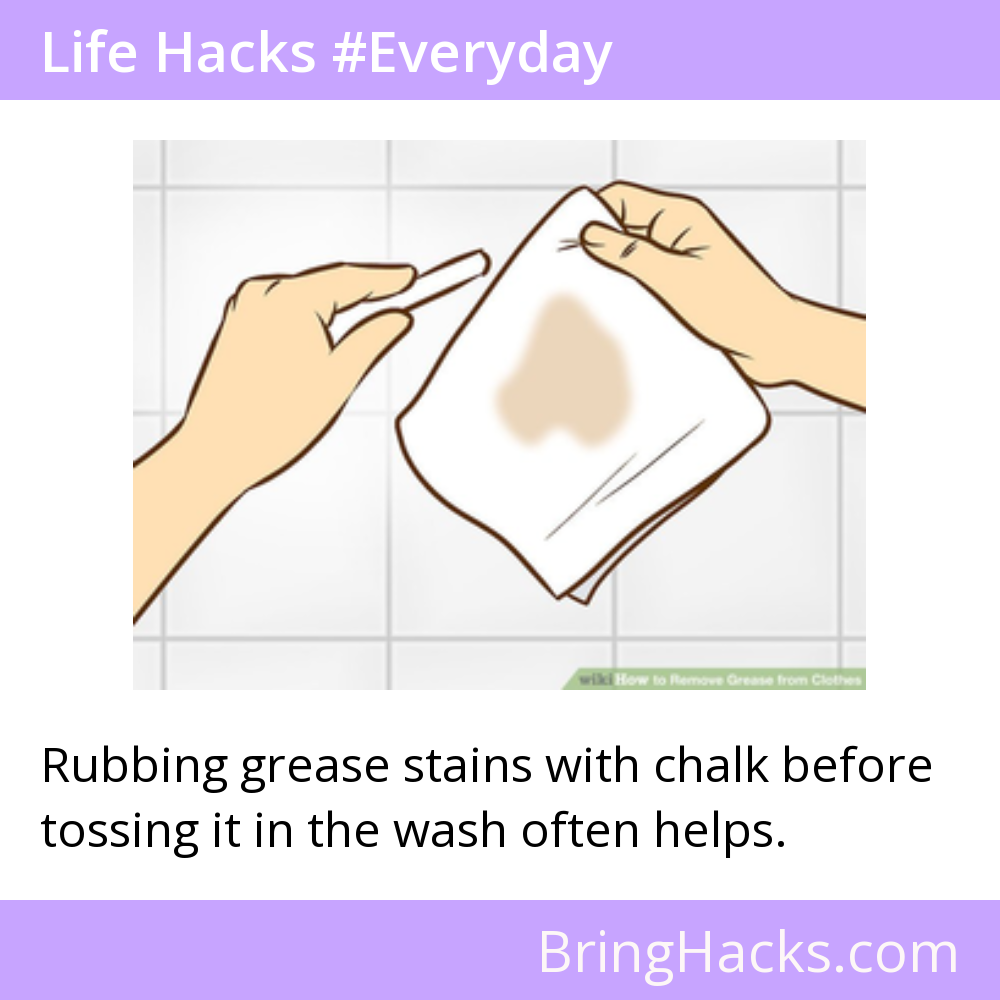 Life Hacks #Everyday
wikiHow to Remove Grease from Clothes
Rubbing grease stains with chalk before
tossing it in the wash often helps.
BringHacks.com